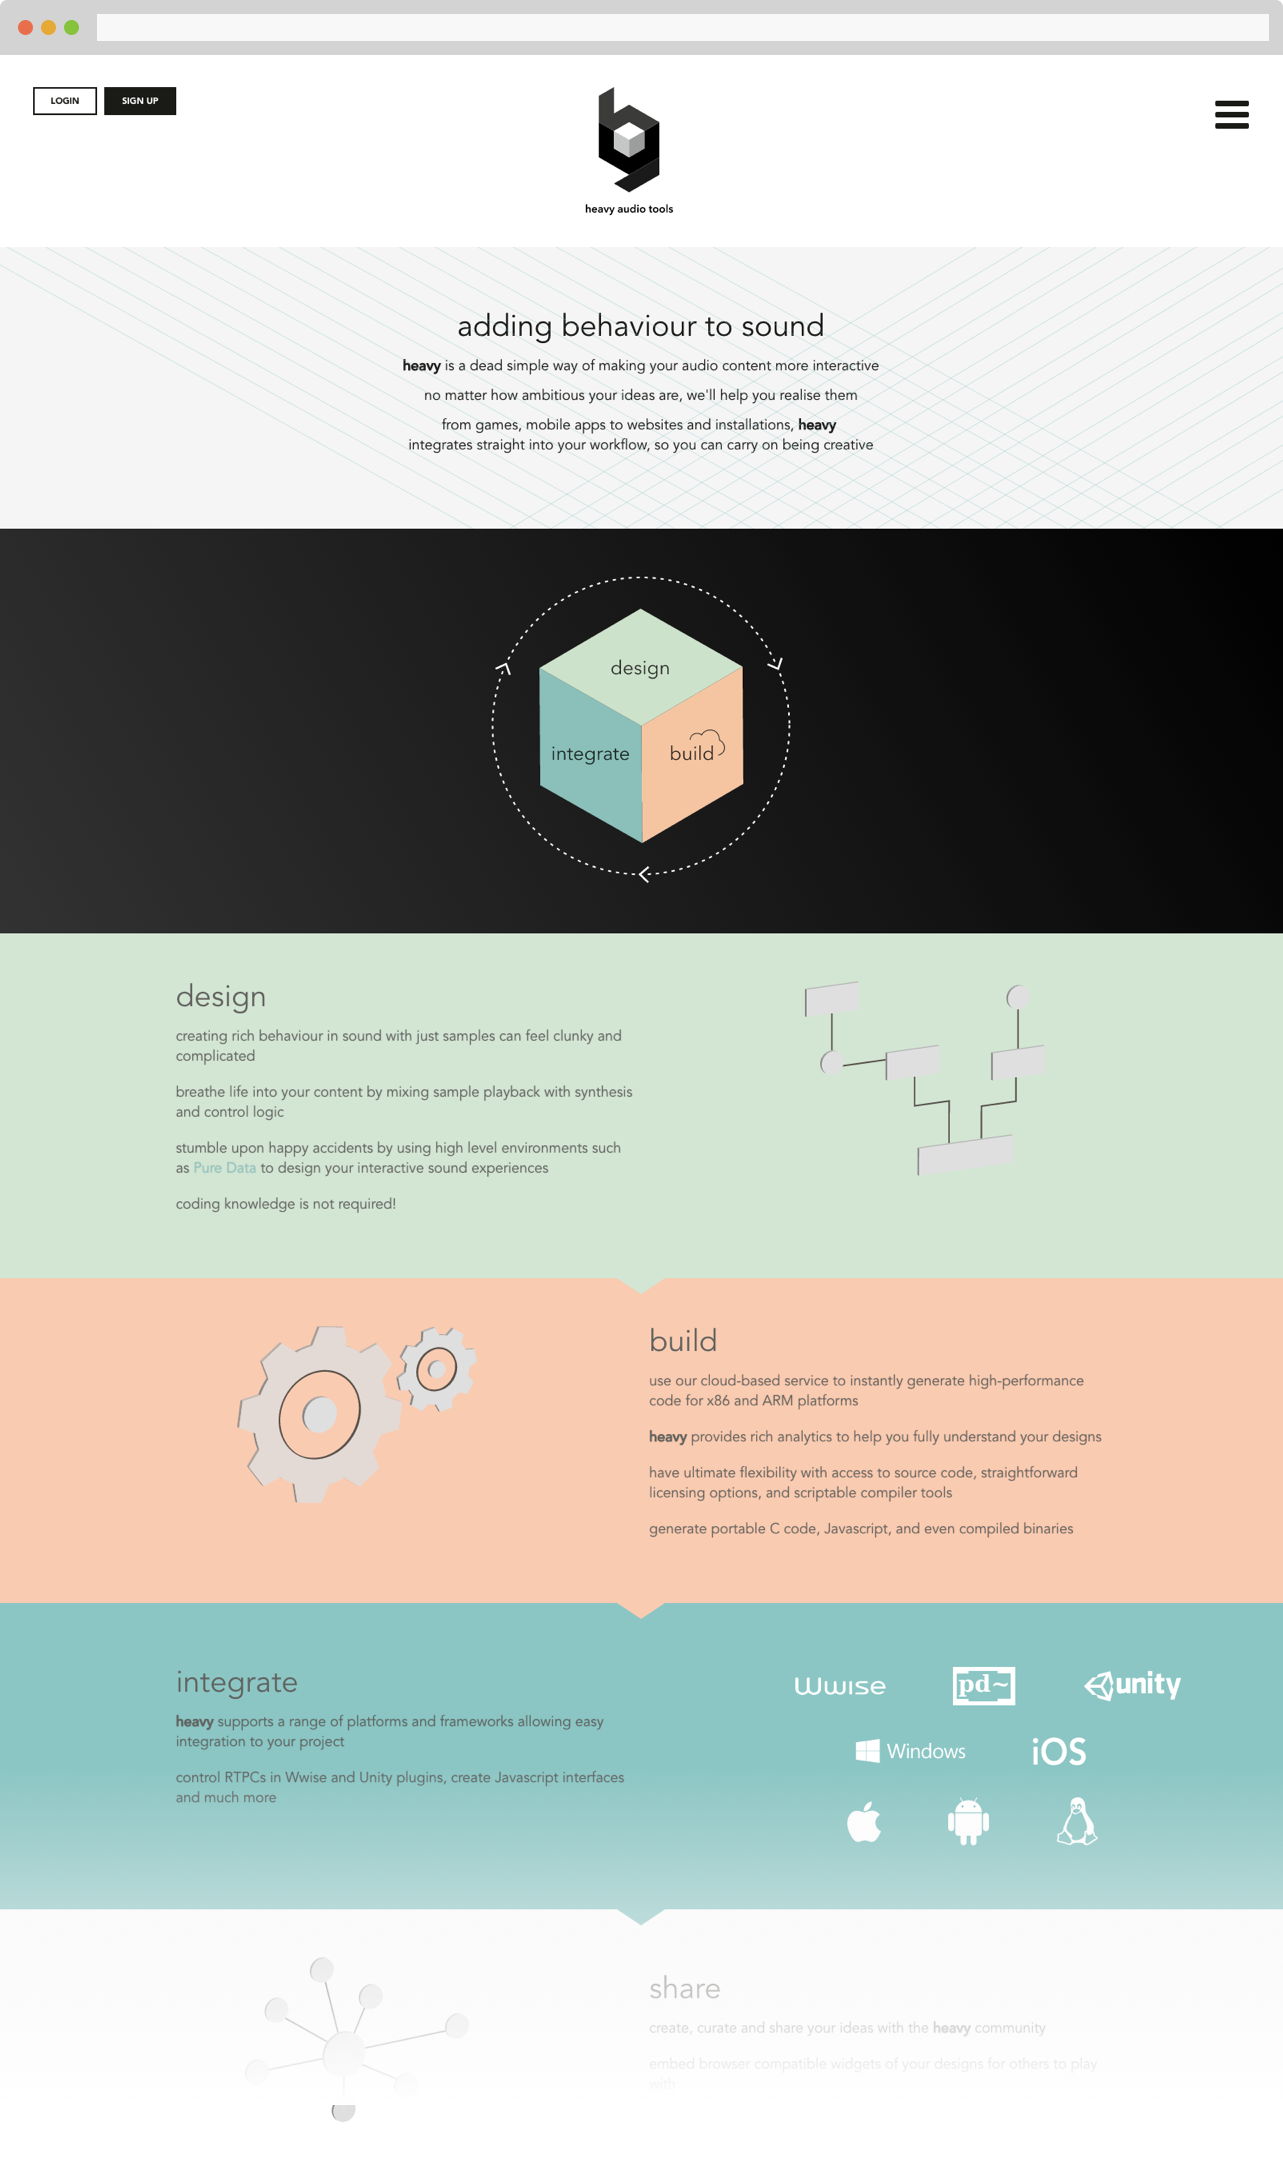 LOGIN
SIGN UP
heavy audio tools
adding behaviour to sound
heavy is a dead simple way of making your audio content more interactive
no matter how ambitious your ideas are, we'll help you realise them
from games, mobile apps to websites and installations, heavy
integrates straight into your workflow, so you can carry on being creative
design
integrate
build
design
creating rich behaviour in sound with just samples can feel clunky and
complicated
breathe life into your content by mixing sample playback with synthesis
and control logic
stumble upon happy accidents by using high level environments such
as Pure Data to design your interactive sound experiences
coding knowledge is not required!
build
use our cloud-based service to instantly generate high-performance
code for x86 and ARM platforms
heavy provides rich analytics to help you fully understand your designs
have ultimate flexibility with access to source code, straightforward
licensing options, and scriptable compiler tools
generate portable C code, Javascript, and even compiled binaries
integrate
heavy supports a range of platforms and frameworks allowing easy
integration to your project
control RTPCs in Wwise and Unity plugins, create Javascript interfaces
and much more
wwise
pd~
unity
Windows
iOS
share
create, curate and share your ideas with the heavy community
embed browser compatible widgets of your designs for others to play
with